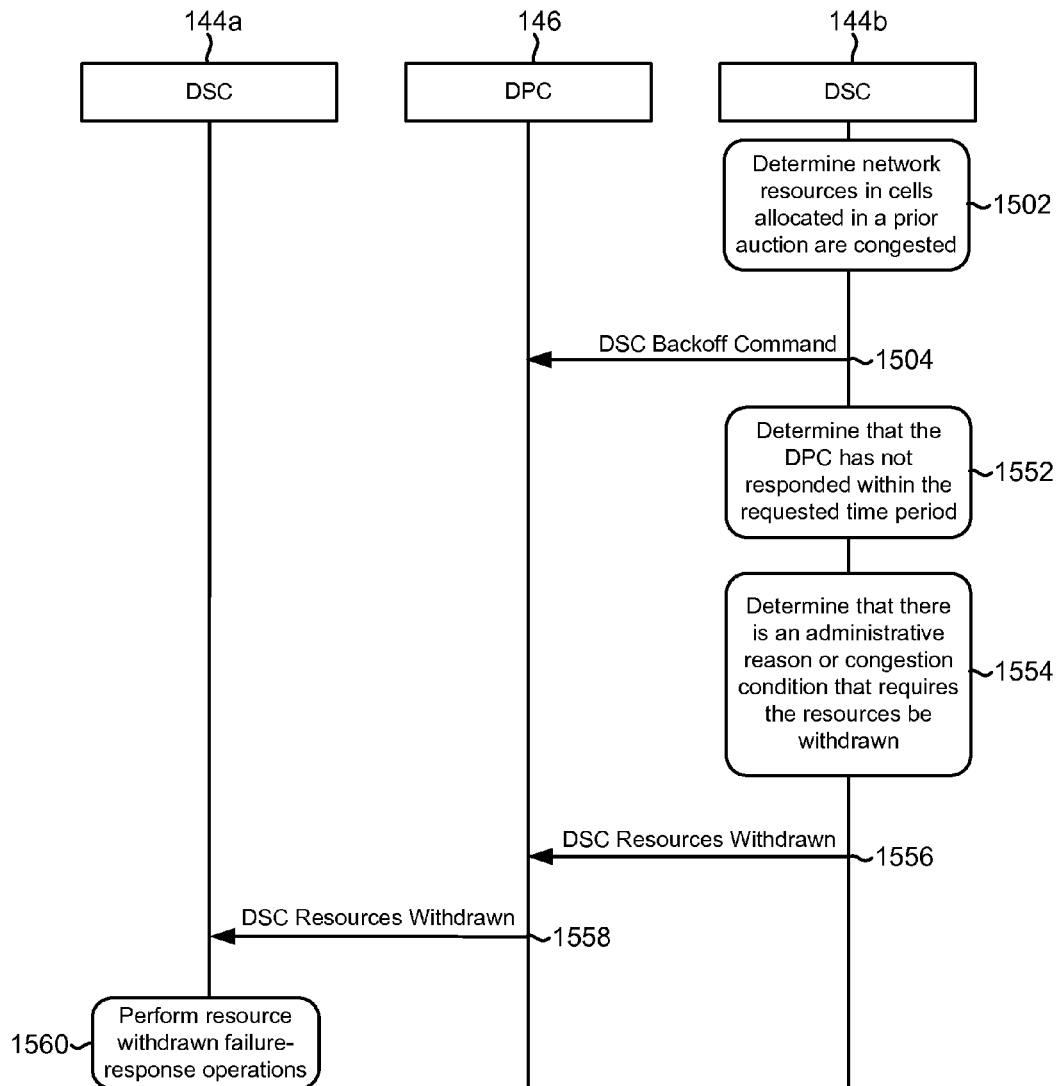 144a
146
144b
DSC
DPC
DSC
Determine network
resources in cells
allocated in a prior
auction are congested
1502
DSC Backoff Command
1504
Determine that the
DPC has not
responded within the
requested time period
1552
Determine that there
is an administrative
reason or congestion
condition that requires
the resources be
withdrawn
1554
DSC Resources Withdrawn
1556
DSC Resources Withdrawn
1558
Perform resource
withdrawn failure-
response operations
1560